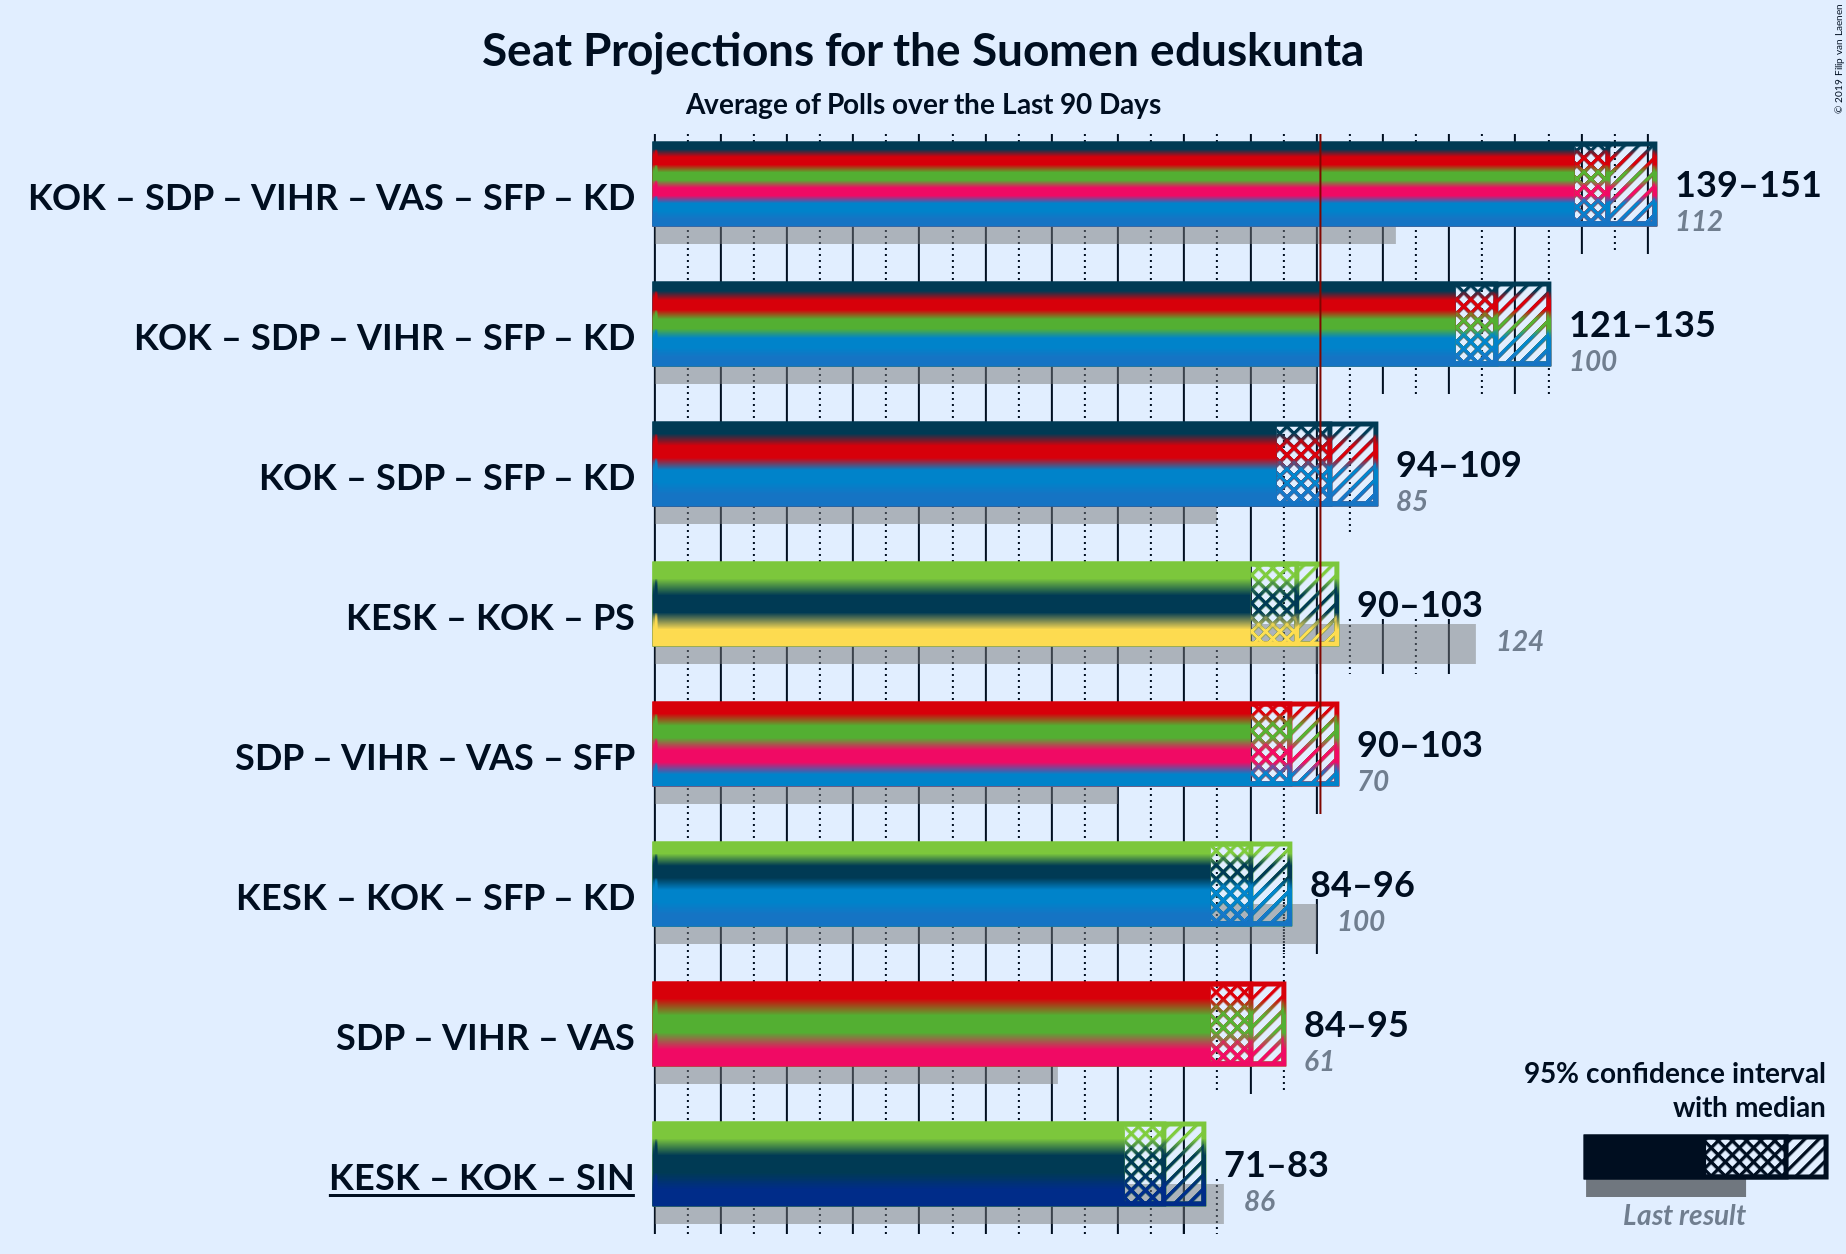 Seat Projections for the Suomen eduskunta
Average of Polls over the Last 90 Days
© 2019 Filip van Laenen
KOK – SDP – VIHR – VAS – SFP – KD
139–151
112
KOK – SDP – VIHR – SFP – KD
121–135
100
KOK – SDP – SFP – KD
94–109
85
KESK – KOK – PS
90–103
124
SDP – VIHR – VAS – SFP
90–103
70
KESK – KOK – SFP – KD
84–96
100
SDP – VIHR – VAS
84–95
61
KESK – KOK – SIN
71–83
86
95% confidence interval
with median
Last result